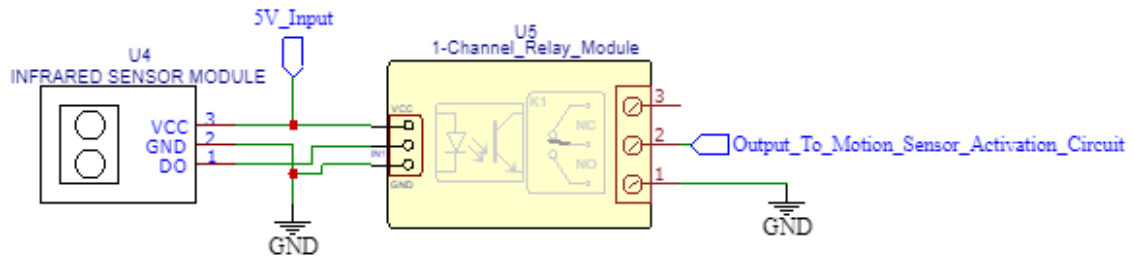 5V_Input
U4
INFRARED SENSOR MODULE
VCC 3
GND 2
DO 1
GND
U5
1-Channel_Relay_Module
VCC
IN1
GND
K1
NC
NO
3
2
1
Output_To_Motion_Sensor_Activation_Circuit
GND